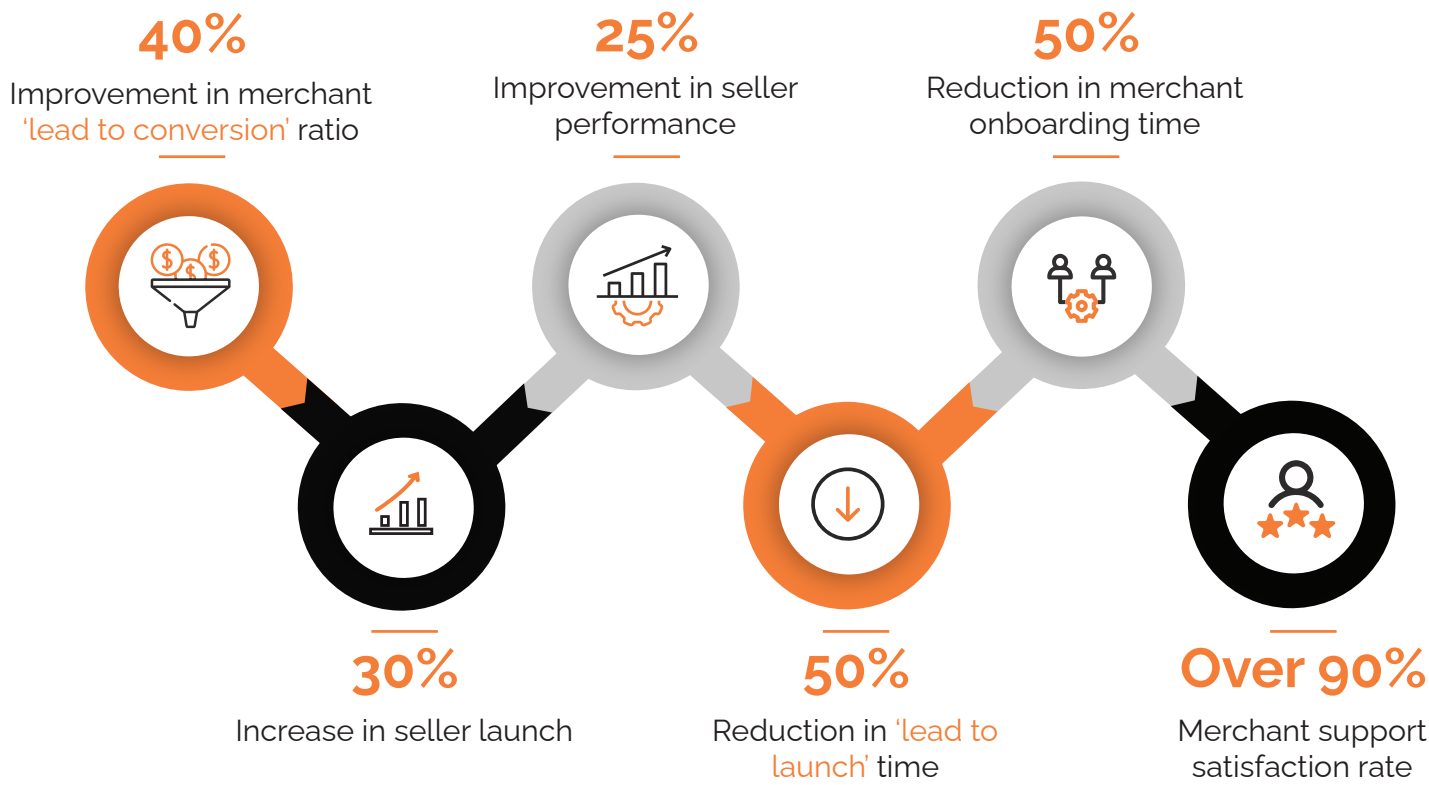 40%
Improvement in merchant
‘lead to conversion’ ratio
30%
Increase in seller launch
25%
Improvement in seller
performance
50%
Reduction in ‘lead to
launch’ time
50%
Reduction in merchant
onboarding time
Over 90%
Merchant support
satisfaction rate